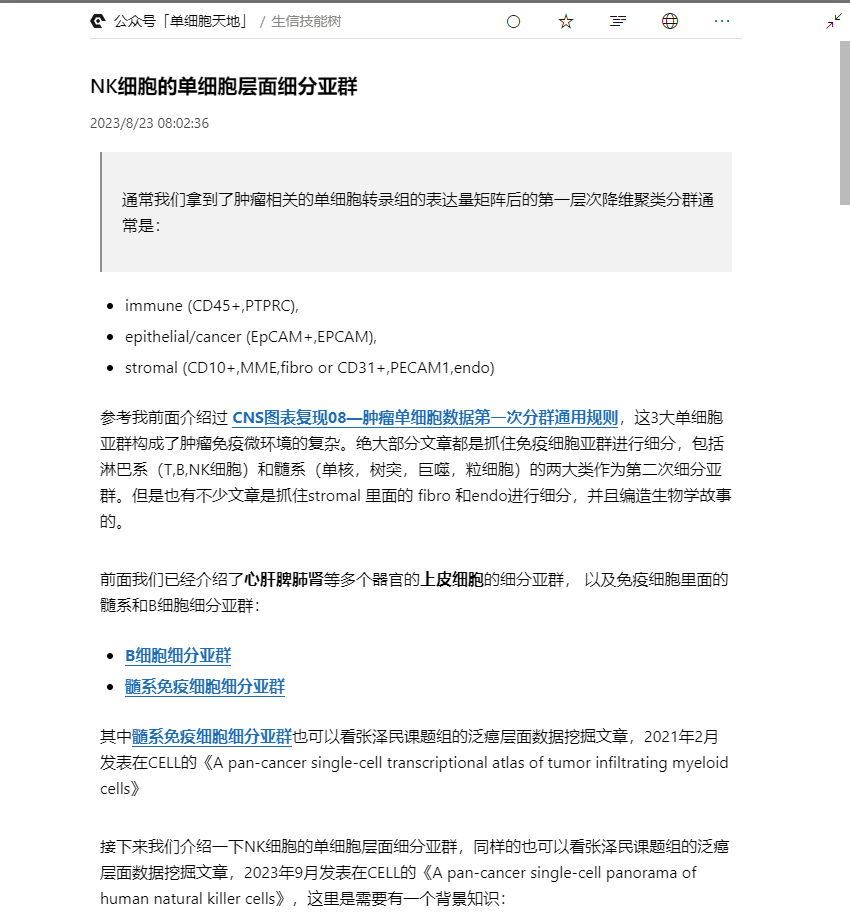 公众号「单细胞天地」 / 生信技能树
NK细胞的单细胞层面细分亚群
2023/8/23 08:02:36
通常我们拿到了肿瘤相关的单细胞转录组的表达量矩阵后的第一层次降维聚类分群通
常是：
immune (CD45+,PTPRC),
epithelial/cancer (EpCAM+,EPCAM),
stromal (CD10+,MME,fibro or CD31+,PECAM1,endo)
参考我前面介绍过 CNS图表复现08—肿瘤单细胞数据第一次分群通用规则，这3大单细胞
亚群构成了肿瘤免疫微环境的复杂。绝大部分文章都是抓住免疫细胞亚群进行细分，包括
淋巴系（T,B,NK细胞）和髓系（单核，树突，巨噬，粒细胞）的两大类作为第二次细分亚
群。但是也有不少文章是抓住stromal 里面的 fibro 和endo进行细分，并且编造生物学故事
的。
前面我们已经介绍了心肝脾肺肾等多个器官的上皮细胞的细分亚群， 以及免疫细胞里面的
髓系和B细胞细分亚群：
B细胞细分亚群
髓系免疫细胞细分亚群
其中髓系免疫细胞细分亚群也可以看张泽民课题组的泛癌层面数据挖掘文章，2021年2月
发表在CELL的《A pan-cancer single-cell transcriptional atlas of tumor infiltrating myeloid
cells》
接下来我们介绍一下NK细胞的单细胞层面细分亚群，同样的也可以看张泽民课题组的泛癌
层面数据挖掘文章，2023年9月发表在CELL的《A pan-cancer single-cell panorama of
human natural killer cells》，这里是需要有一个背景知识：